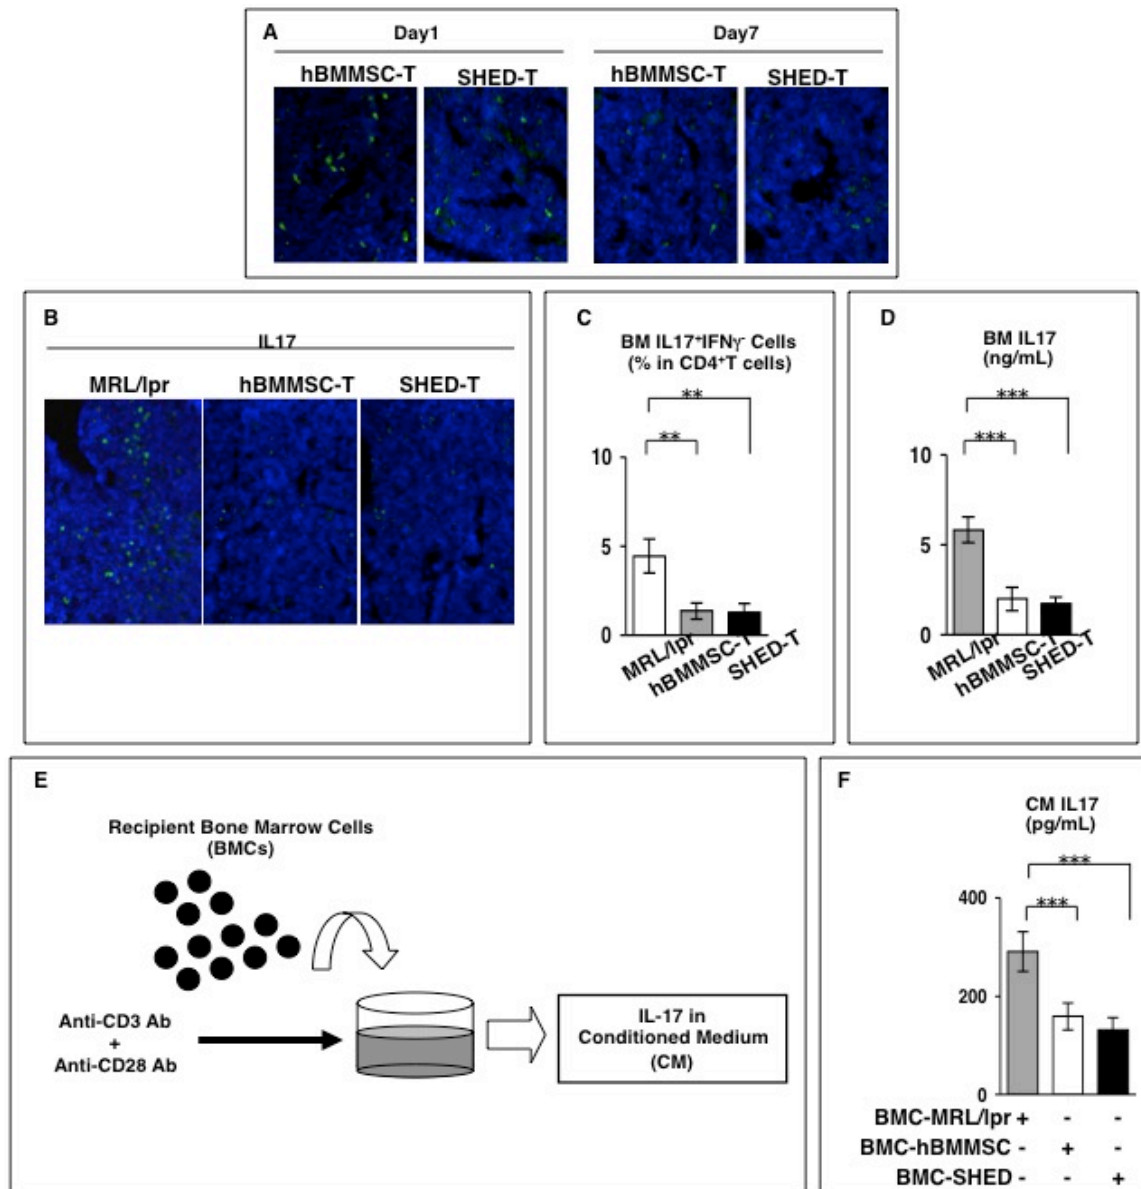 A
Day1 Day7
hBMMSC-T SHED-T hBMMSC-T SHED-T
B
IL17
MRL/lpr hBMMSC-T SHED-T
C
BM IL17⁺IFNγ⁻ Cells
(% in CD4⁺T cells)
**
**
10
5
0
MRL/lpr
hBMMSC-T
SHED-T
D
BM IL17
(ng/mL)
***
***
10
5
0
MRL/lpr
hBMMSC-T
SHED-T
E
Recipient Bone Marrow Cells
(BMCs)
Anti-CD3 Ab
+
Anti-CD28 Ab
IL-17 in
Conditioned Medium
(CM)
F
CM IL17
(pg/mL)
***
***
400
200
0
BMC-MRL/lpr + - -
BMC-hBMMSC - + -
BMC-SHED - - +